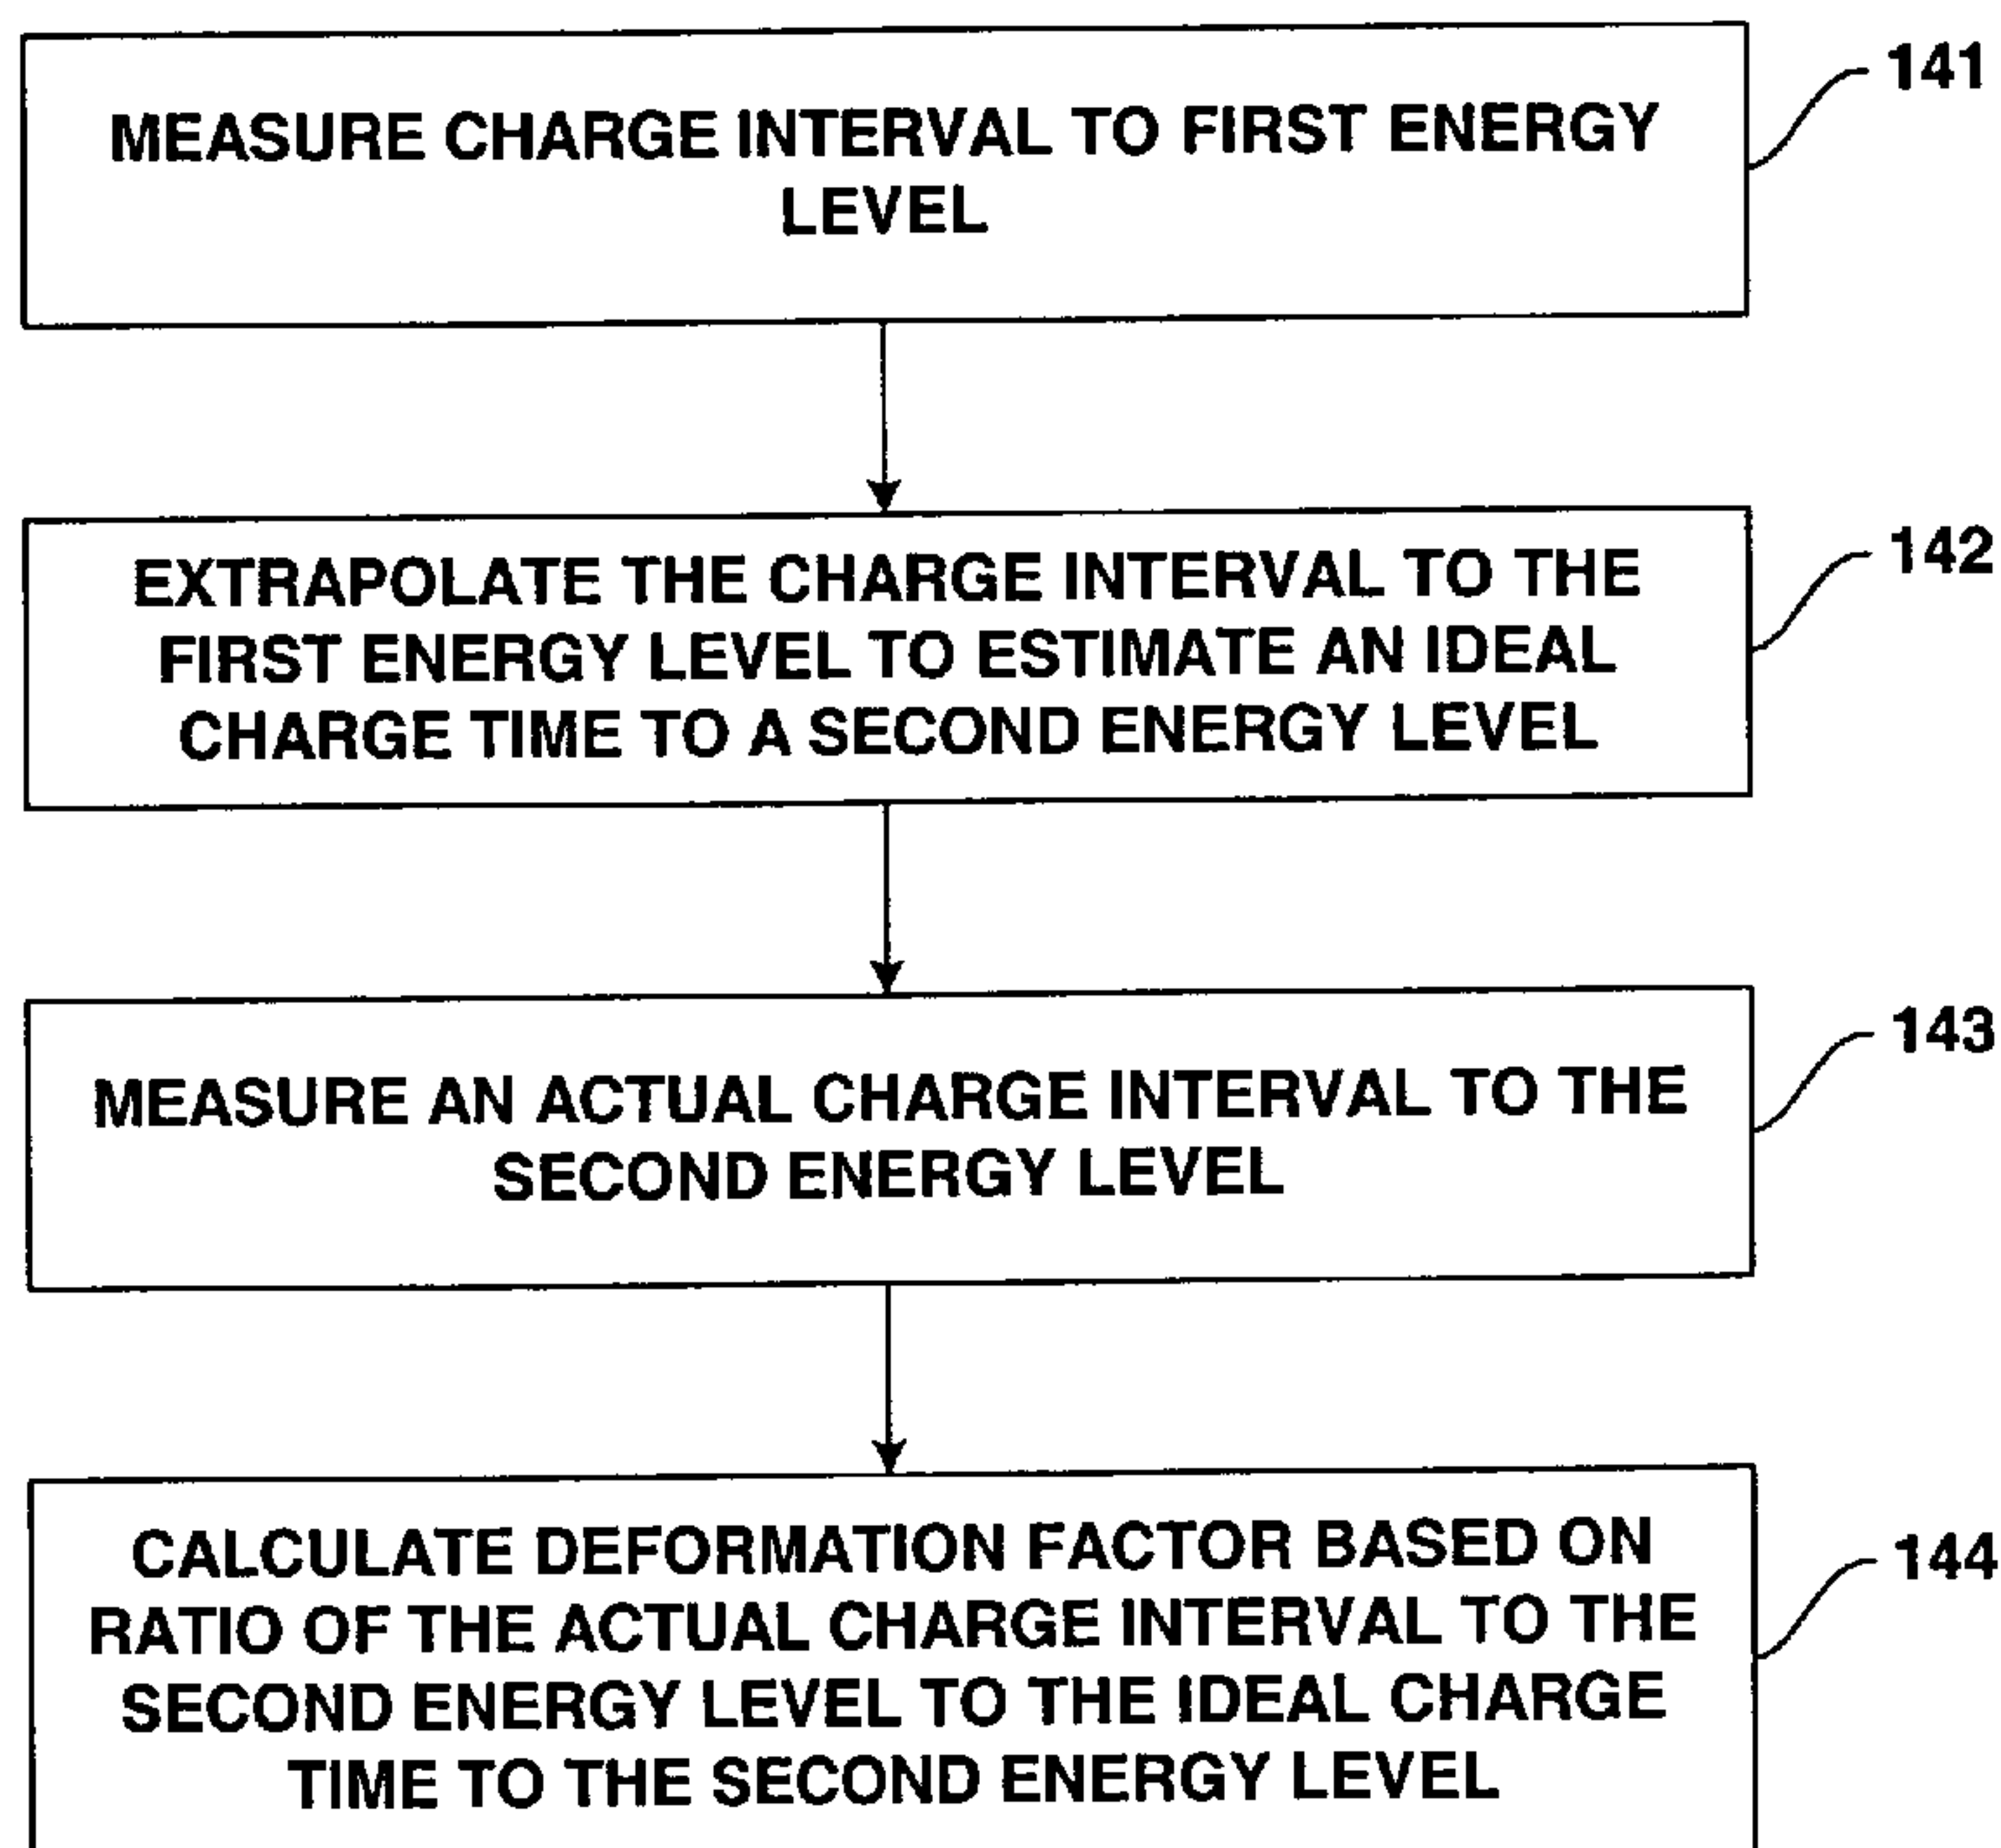 141
MEASURE CHARGE INTERVAL TO FIRST ENERGY
LEVEL
142
EXTRAPOLATE THE CHARGE INTERVAL TO THE
FIRST ENERGY LEVEL TO ESTIMATE AN IDEAL
CHARGE TIME TO A SECOND ENERGY LEVEL
143
MEASURE AN ACTUAL CHARGE INTERVAL TO THE
SECOND ENERGY LEVEL
144
CALCULATE DEFORMATION FACTOR BASED ON
RATIO OF THE ACTUAL CHARGE INTERVAL TO THE
SECOND ENERGY LEVEL TO THE IDEAL CHARGE
TIME TO THE SECOND ENERGY LEVEL